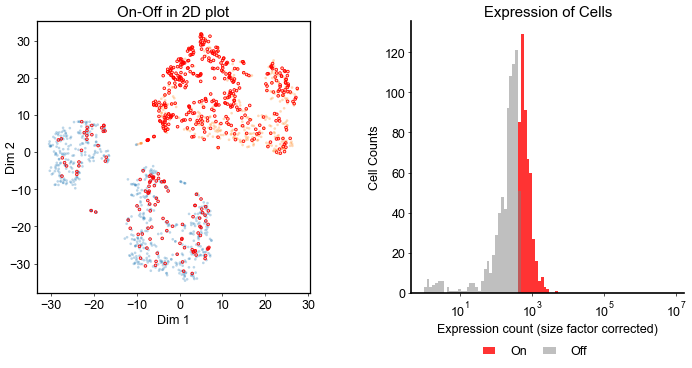 On-Off in 2D plot
Dim 2
30
20
10
0
−10
−20
−30
−30 −20 −10 0 10 20 30
Dim 1
Expression of Cells
Cell Counts
120
100
80
60
40
20
0
10^1 10^3 10^5 10^7
Expression count (size factor corrected)
On Off